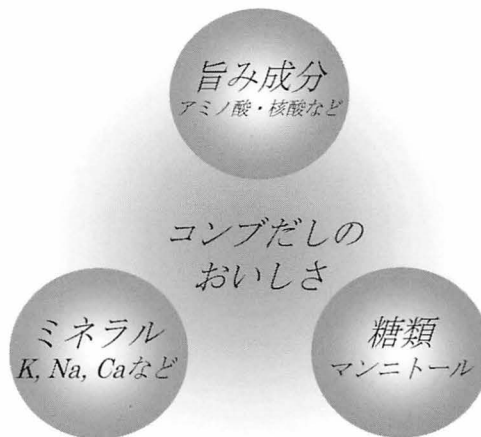 旨み成分
アミノ酸・核酸など
コンブだしの
おいしさ
ミネラル
K, Na, Caなど
糖類
マンニトール